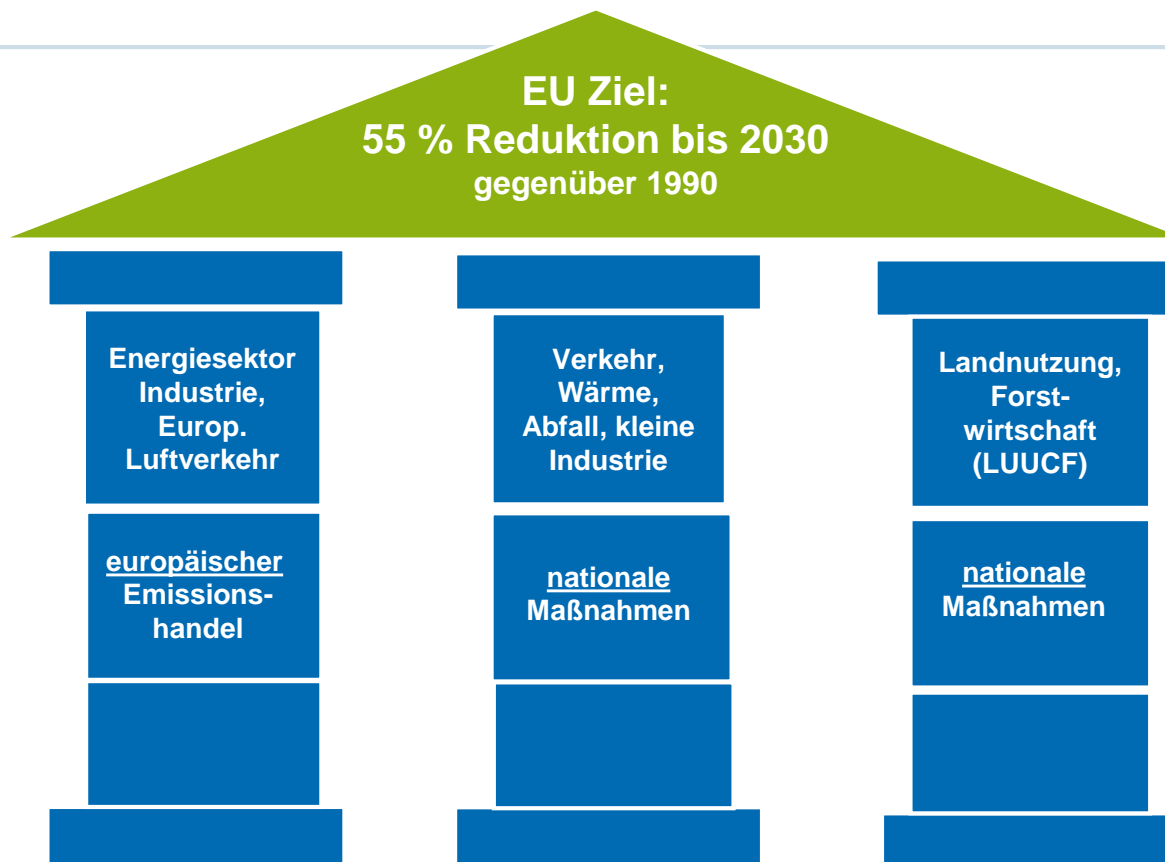 EU Ziel:
55 % Reduktion bis 2030
gegenüber 1990
Energiesektor
Industrie,
Europ.
Luftverkehr
europäischer
Emissions-
handel
Verkehr,
Wärme,
Abfall, kleine
Industrie
nationale
Maßnahmen
Landnutzung,
Forst-
wirtschaft
(LUUCF)
nationale
Maßnahmen